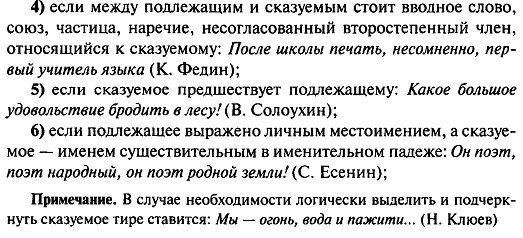 4) если между подлежащим и сказуемым стоит вводное слово,
союз, частица, наречие, несогласованный второстепенный член,
относящийся к сказуемому: После школы печать, несомненно, пер-
вый учитель языка (К. Федин);
5) если сказуемое предшествует подлежащему: Какое большое
удовольствие бродить в лесу! (В. Солоухин);
6) если подлежащее выражено личным местоимением, а сказуе-
мое — именем существительным в именительном падеже: Он поэт,
поэт народный, он поэт родной земли! (С. Есенин);
Примечание. В случае необходимости логически выделить и подчерк-
нуть сказуемое тире ставится: Мы — огонь, вода и пажити... (Н. Клюев)